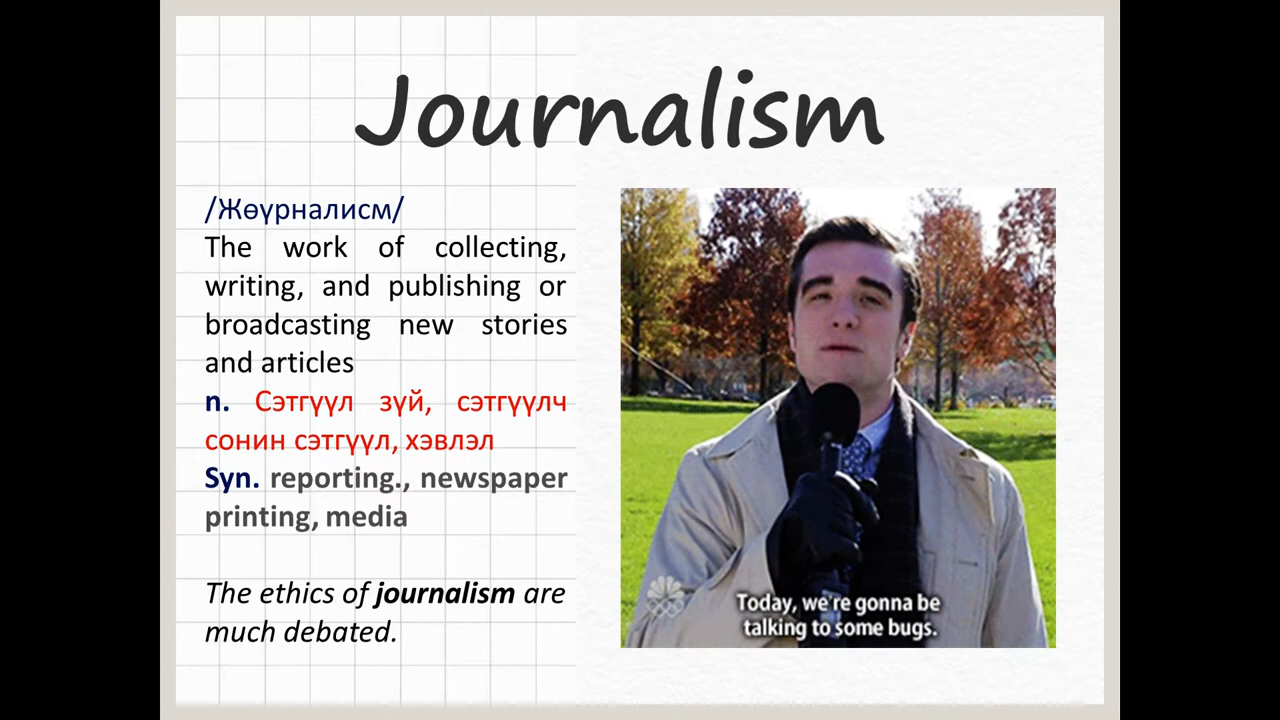 Journalism
/Жөүрналисм/
The work of collecting,
writing, and publishing or
broadcasting new stories
and articles
n. Сэтгүүл зүй, сэтгүүлч
сонин сэтгүүл, хэвлэл
Syn. reporting., newspaper
printing, media
The ethics of journalism are
much debated.
Today, we're gonna be
talking to some bugs.